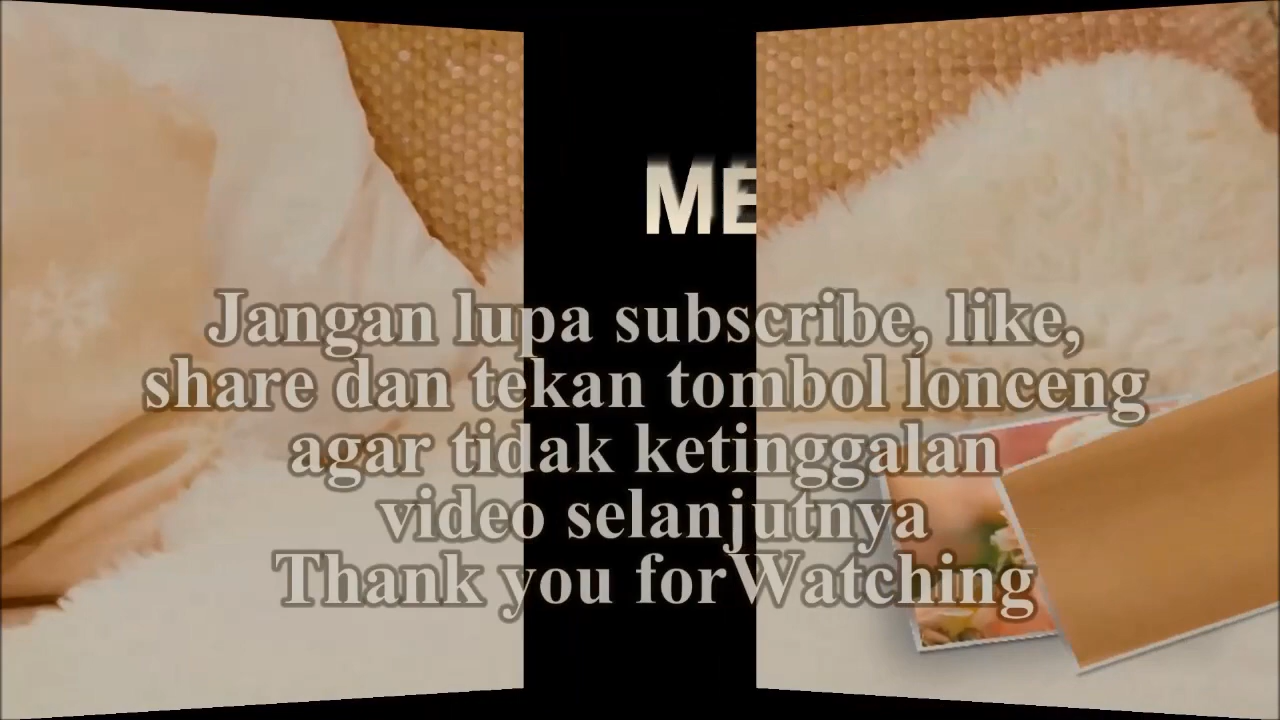 ME
Jangan lupa subscribe, like,
share dan tekan tombol lonceng
agar tidak ketinggalan
video selanjutnya
Thank you forWatching